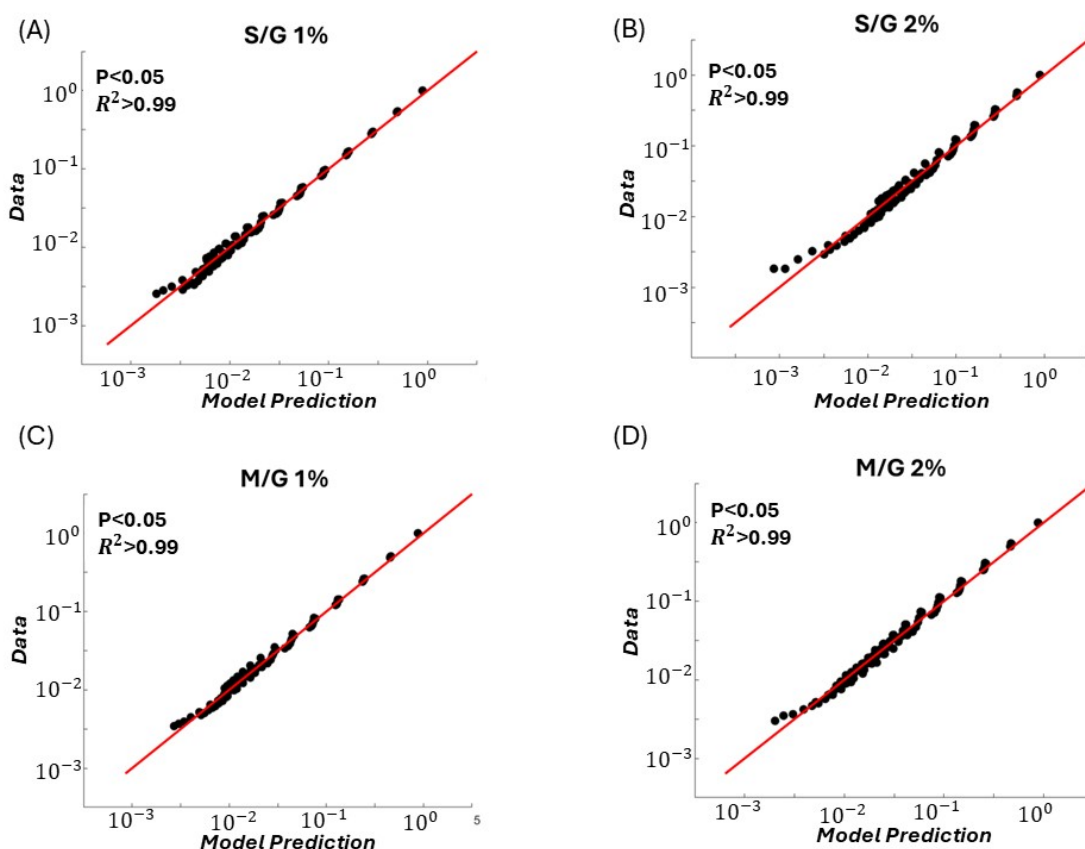 (A)
S/G 1%
P<0.05
R²>0.99
10⁰
10⁻¹
10⁻²
10⁻³
Data
10⁻³ 10⁻² 10⁻¹ 10⁰
Model Prediction
(B)
S/G 2%
P<0.05
R²>0.99
10⁰
10⁻¹
10⁻²
10⁻³
Data
10⁻³ 10⁻² 10⁻¹ 10⁰
Model Prediction
(C)
M/G 1%
P<0.05
R²>0.99
10⁰
10⁻¹
10⁻²
10⁻³
Data
10⁻³ 10⁻² 10⁻¹ 10⁰ 5
Model Prediction
(D)
M/G 2%
P<0.05
R²>0.99
10⁰
10⁻¹
10⁻²
10⁻³
Data
10⁻³ 10⁻² 10⁻¹ 10⁰
Model Prediction